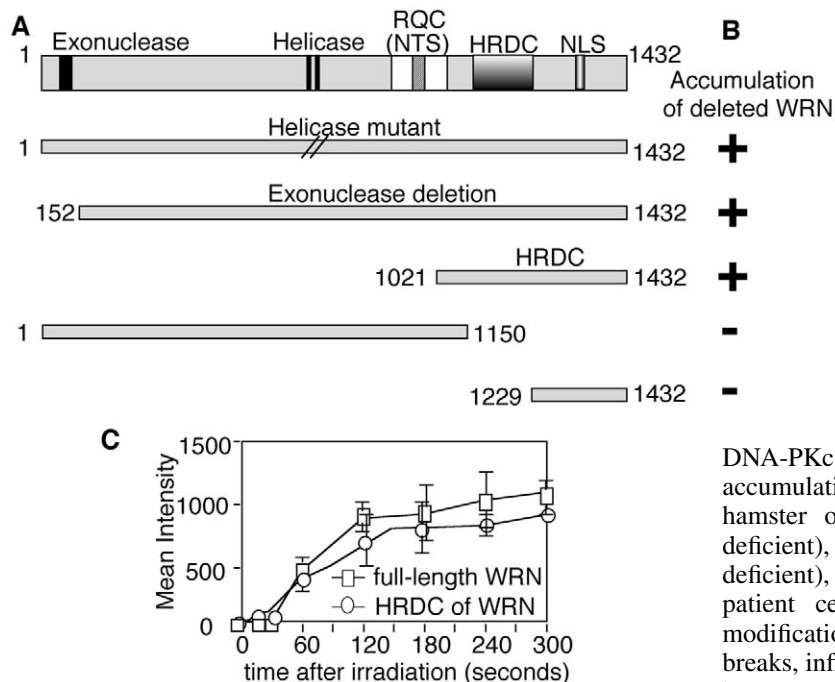 A
B
RQC
Exonuclease Helicase (NTS) HRDC NLS
1 1432
Accumulation
of deleted WRN
Helicase mutant
1 1432 +
Exonuclease deletion
152 1432 +
HRDC
1021 1432 +
1 1150 -
1229 1432 -
C
1500
1000
500
0
Mean Intensity
full-length WRN
HRDC of WRN
0 60 120 180 240 300
time after irradiation (seconds)
DNA-PKc
accumulati
hamster o
deficient),
deficient),
patient ce
modificatio
breaks, infl